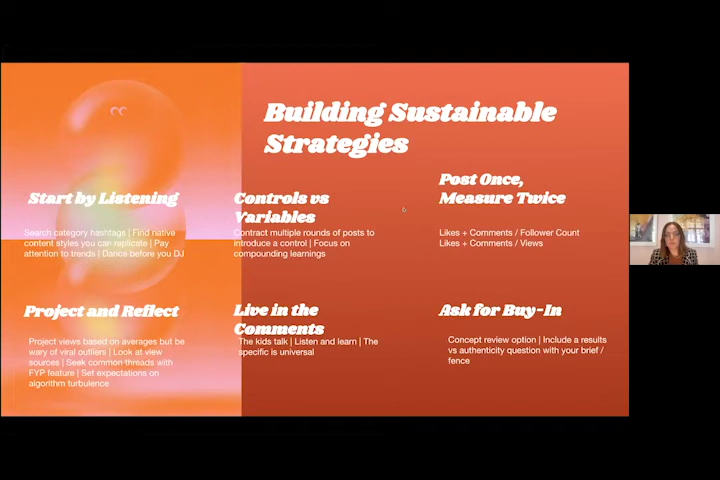 Building Sustainable
Strategies
Start by Listening
Search category hashtags | Find native
content styles you can replicate | Pay
attention to trends | Dance before you DJ
Controls vs
Variables
Contract multiple rounds of posts to
introduce a control | Focus on
compounding learnings
Post Once,
Measure Twice
Likes + Comments / Follower Count
Likes + Comments / Views
Project and Reflect
Project views based on averages but be
wary of viral outliers | Look at view
sources | Seek common threads with
FYP feature | Set expectations on
algorithm turbulence
Live in the
Comments
The kids talk | Listen and learn | The
specific is universal
Ask for Buy-In
Concept review option | Include a results
vs authenticity question with your brief /
fence